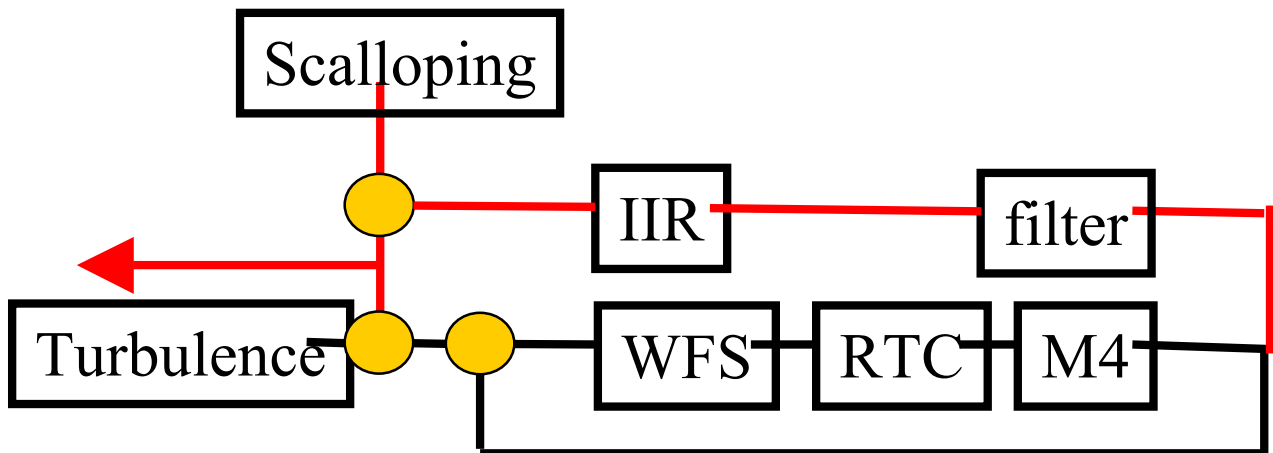 Scalloping
IIR
filter
Turbulence
WFS
RTC
M4